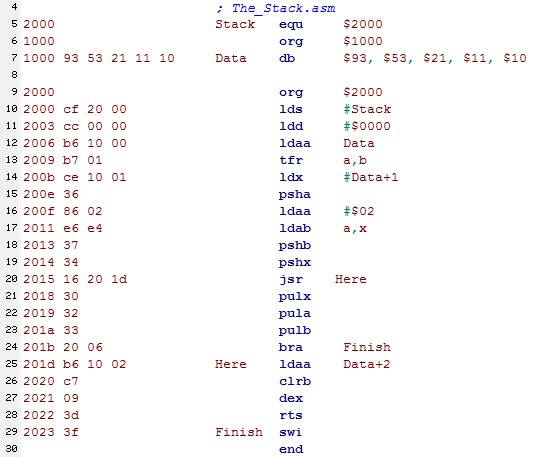 4 ; The_Stack.asm
5 2000 Stack equ $2000
6 1000 org $1000
7 1000 93 53 21 11 10 Data db $93, $53, $21, $11, $10
8
9 2000 org $2000
10 2000 cf 20 00 lds #Stack
11 2003 cc 00 00 ldd #$0000
12 2006 b6 10 00 ldaa Data
13 2009 b7 01 tfr a,b
14 200b ce 10 01 ldx #Data+1
15 200e 36 psha
16 200f 86 02 ldaa #$02
17 2011 e6 e4 ldab a,x
18 2013 37 pshb
19 2014 34 pshx
20 2015 16 20 1d jsr Here
21 2018 30 pulx
22 2019 32 pula
23 201a 33 pulb
24 201b 20 06 bra Finish
25 201d b6 10 02 Here ldaa Data+2
26 2020 c7 clrb
27 2021 09 dex
28 2022 3d rts
29 2023 3f Finish swi
30 end